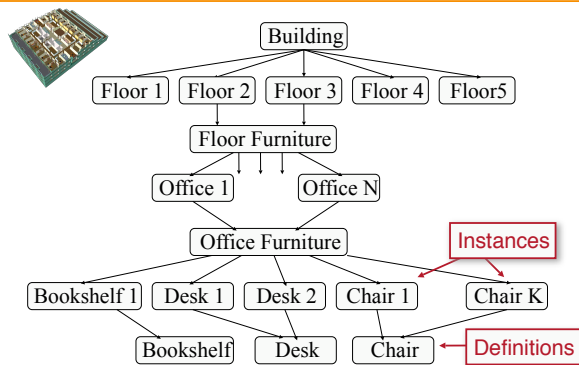 Building
Floor 1 Floor 2 Floor 3 Floor 4 Floor5
Floor Furniture
Office 1 Office N
Office Furniture
Instances
Bookshelf 1 Desk 1 Desk 2 Chair 1 Chair K
Bookshelf Desk Chair
Definitions